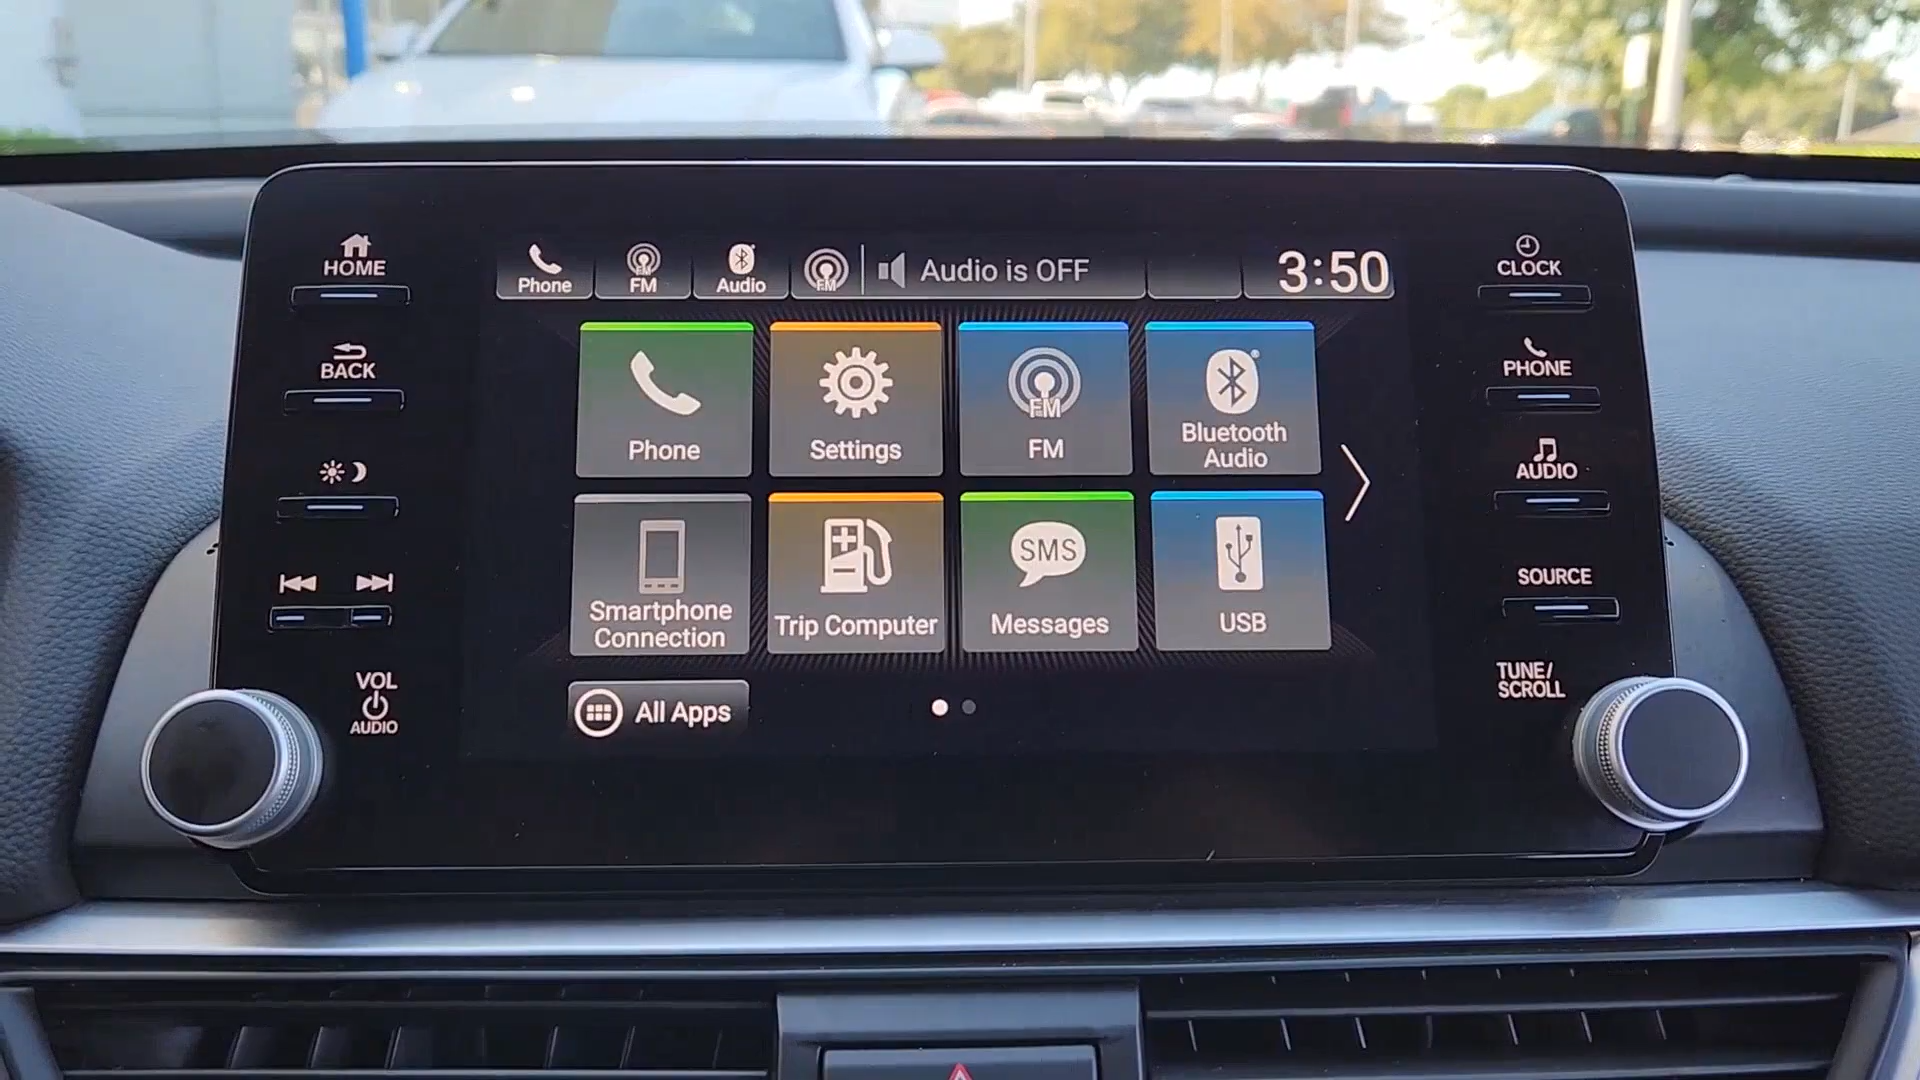 HOME
BACK
VOL
AUDIO
Phone
FM
FM
Audio
FM
Audio is OFF
3:50
Phone
Settings
FM
FM
Bluetooth
Audio
Smartphone
Connection
Trip Computer
SMS
Messages
USB
All Apps
CLOCK
PHONE
AUDIO
SOURCE
TUNE/
SCROLL